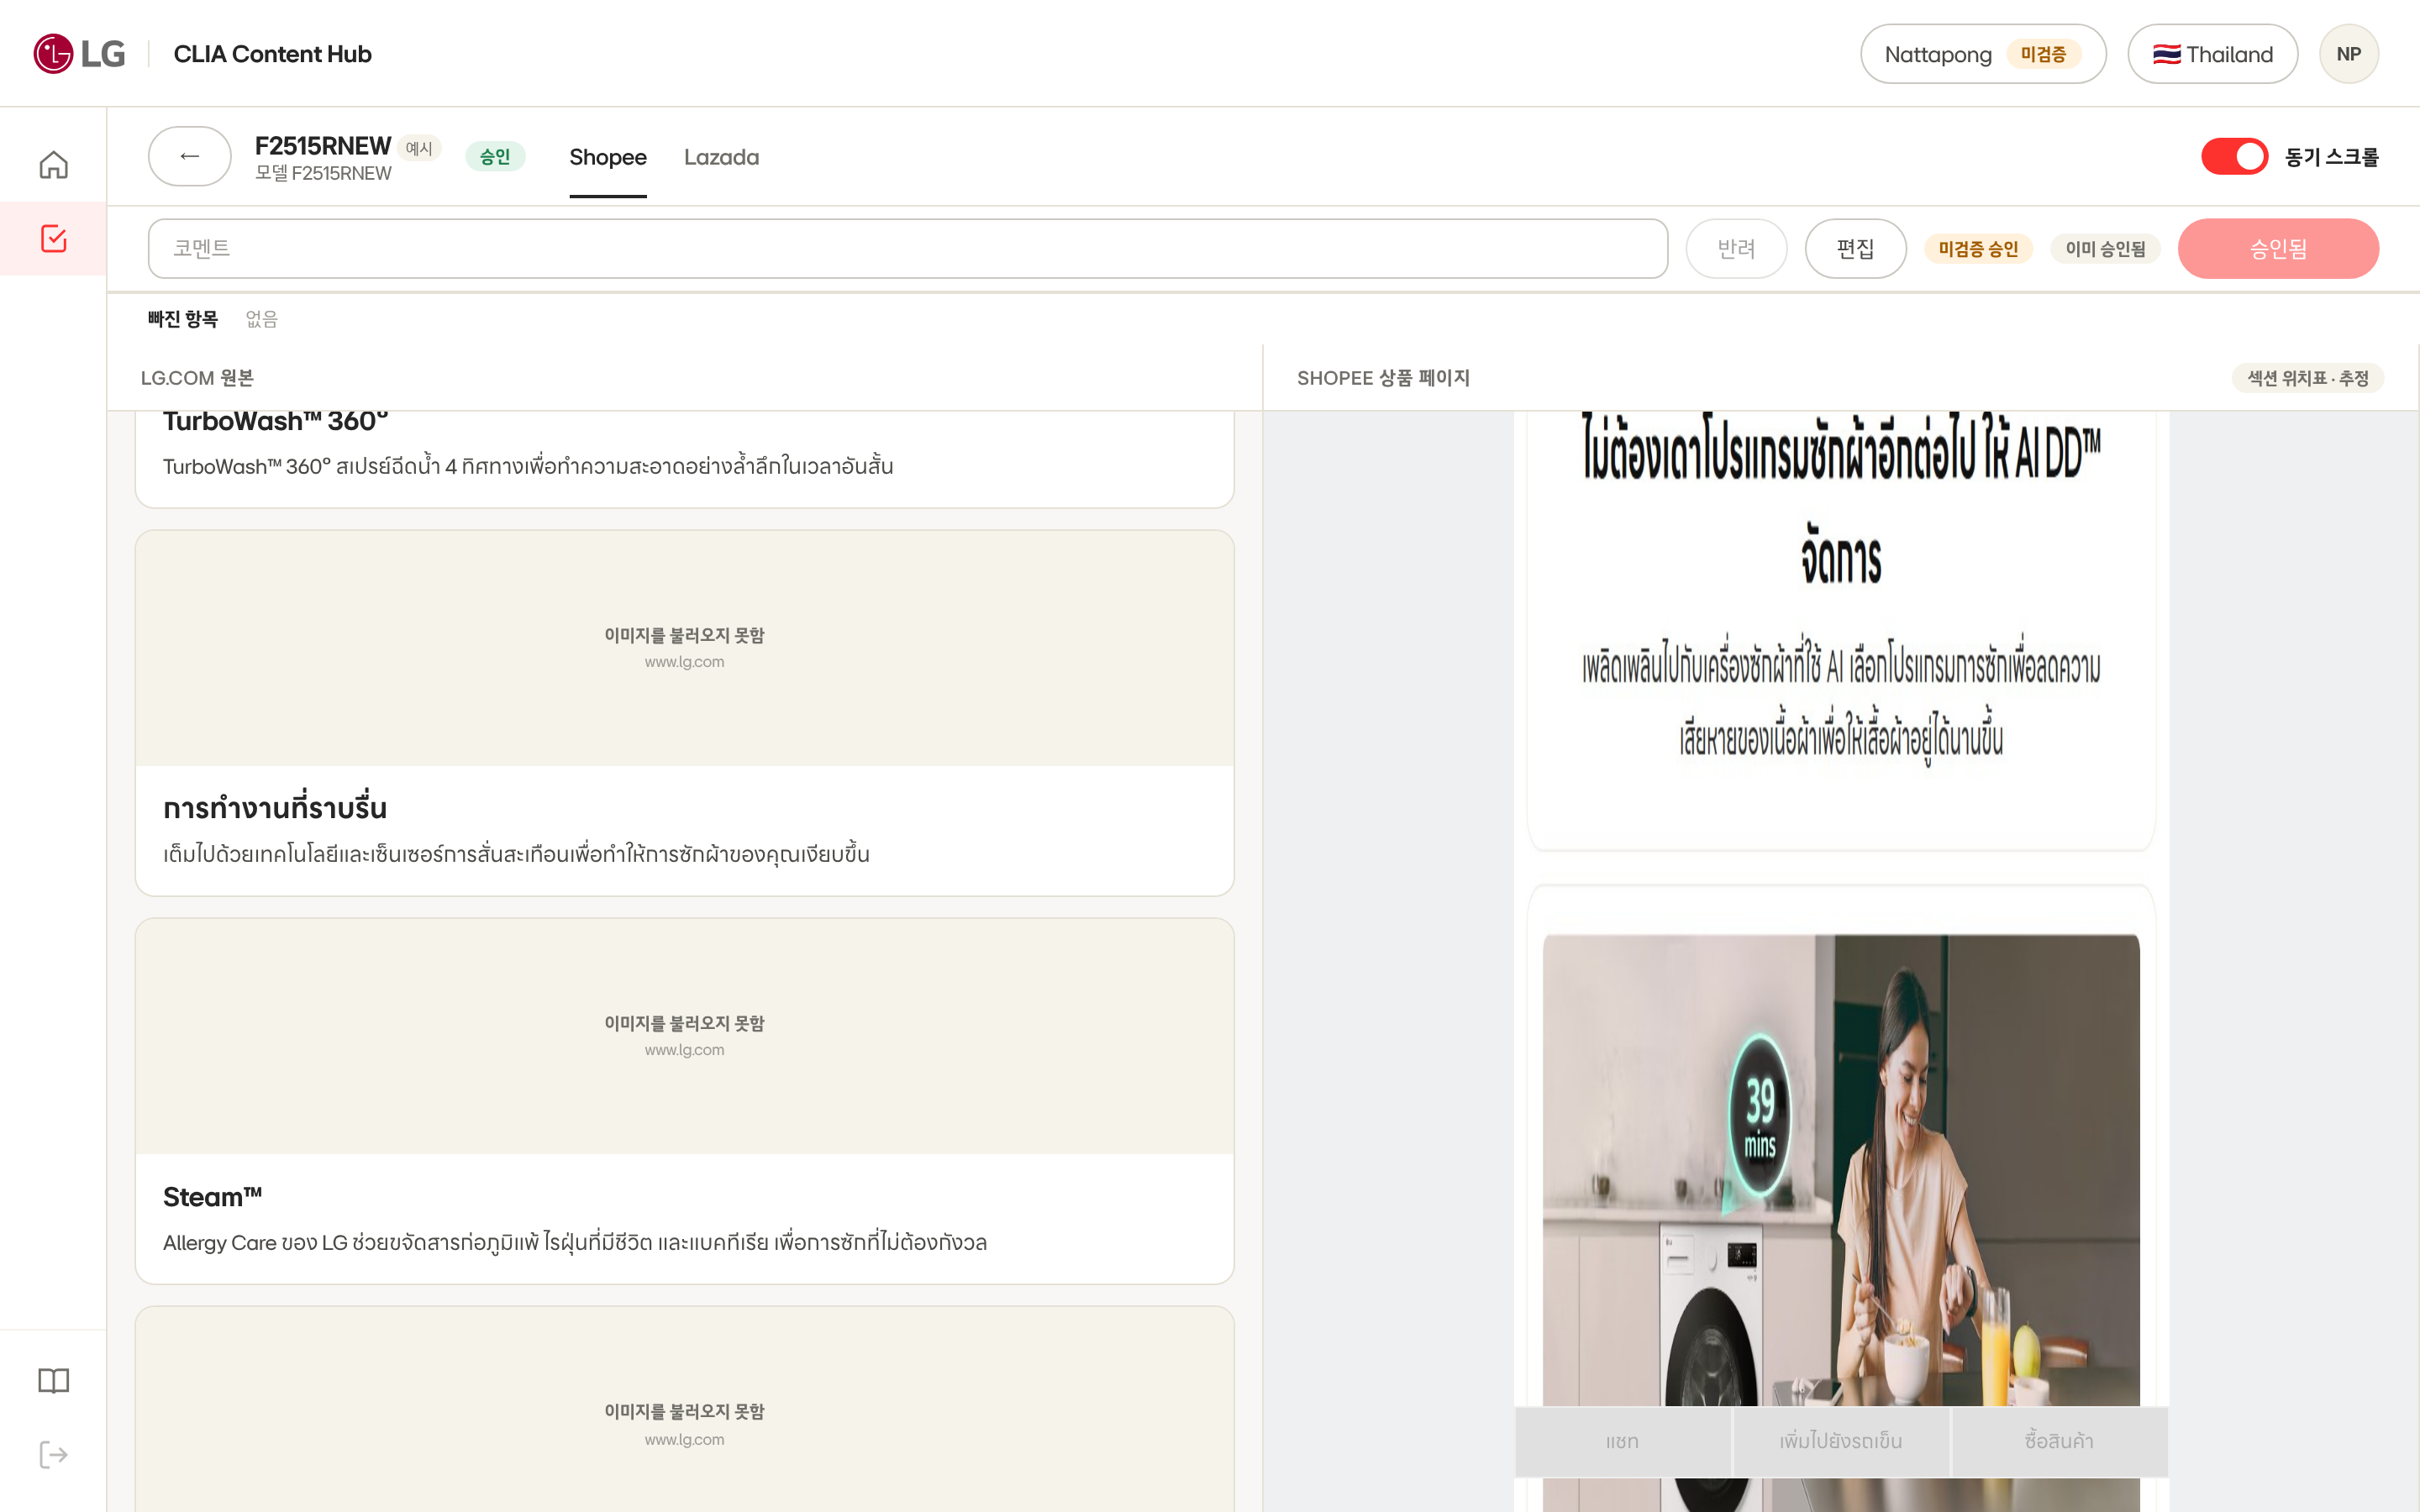 LG
CLIA Content Hub
Nattapong 미검증
Thailand
NP
←
F2515RNEW 예시
모델 F2515RNEW
승인
Shopee
Lazada
동기 스크롤
코멘트
반려
편집
미검증 승인
이미 승인됨
승인됨
빠진 항목 없음
LG.COM 원본
SHOPEE 상품 페이지
섹션 위치표 · 추정
TurboWash™ 360°
TurboWash™ 360° สเปรย์ฉีดน้ำ 4 ทิศทางเพื่อทำความสะอาดอย่างล้ำลึกในเวลาอันสั้น
이미지를 불러오지 못함
www.lg.com
การทำงานที่ราบรื่น
เต็มไปด้วยเทคโนโลยีและเซ็นเซอร์การสั่นสะเทือนเพื่อทำให้การซักผ้าของคุณเงียบขึ้น
이미지를 불러오지 못함
www.lg.com
Steam™
Allergy Care ของ LG ช่วยขจัดสารก่อภูมิแพ้ ไรฝุ่นที่มีชีวิต และแบคทีเรีย เพื่อการซักที่ไม่ต้องกังวล
이미지를 불러오지 못함
www.lg.com
ไม่ต้องเดาโปรแกรมซักผ้าอีกต่อไป ให้ AI DD™
จัดการ
เพลิดเพลินไปกับเครื่องซักผ้าที่ใช้ AI เลือกโปรแกรมการซักเพื่อลดความ
เสียหายของเนื้อผ้าเพื่อให้เสื้อผ้าอยู่ได้นานขึ้น
39
mins
แชท
เพิ่มไปยังรถเข็น
ซื้อสินค้า